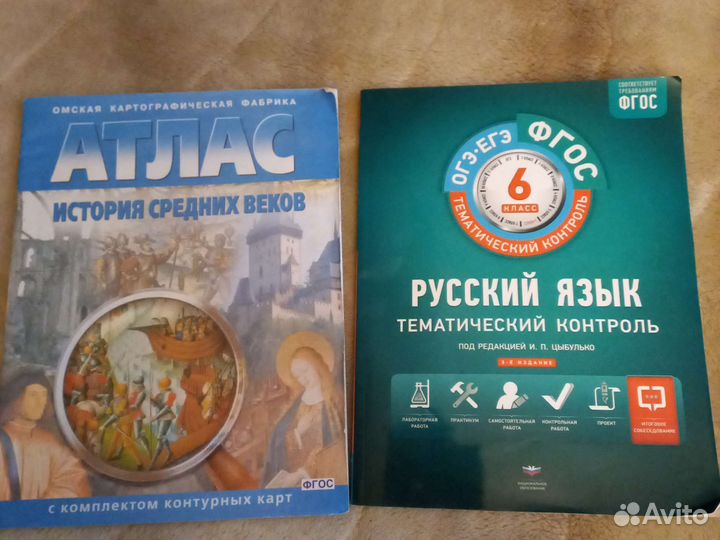 ОМСКАЯ КАРТОГРАФИЧЕСКАЯ ФАБРИКА
АТЛАС
ИСТОРИЯ СРЕДНИХ ВЕКОВ
ФГОС
с комплектом контурных карт
СООТВЕТСТВУЕТ
ТРЕБОВАНИЯМ
ФГОС
ОГЭ·ЕГЭ
ФГОС
6
КЛАСС
ТЕМАТИЧЕСКИЙ КОНТРОЛЬ
РУССКИЙ ЯЗЫК
ТЕМАТИЧЕСКИЙ КОНТРОЛЬ
ПОД РЕДАКЦИЕЙ И. П. ЦЫБУЛЬКО
ЛАБОРАТОРНАЯ
РАБОТА
ПРАКТИКУМ
САМОСТОЯТЕЛЬНАЯ
РАБОТА
КОНТРОЛЬНАЯ
РАБОТА
ПРОЕКТ
ИТОГОВОЕ
СОБЕСЕДОВАНИЕ
НАЦИОНАЛЬНОЕ
ОБРАЗОВАНИЕ
Avito